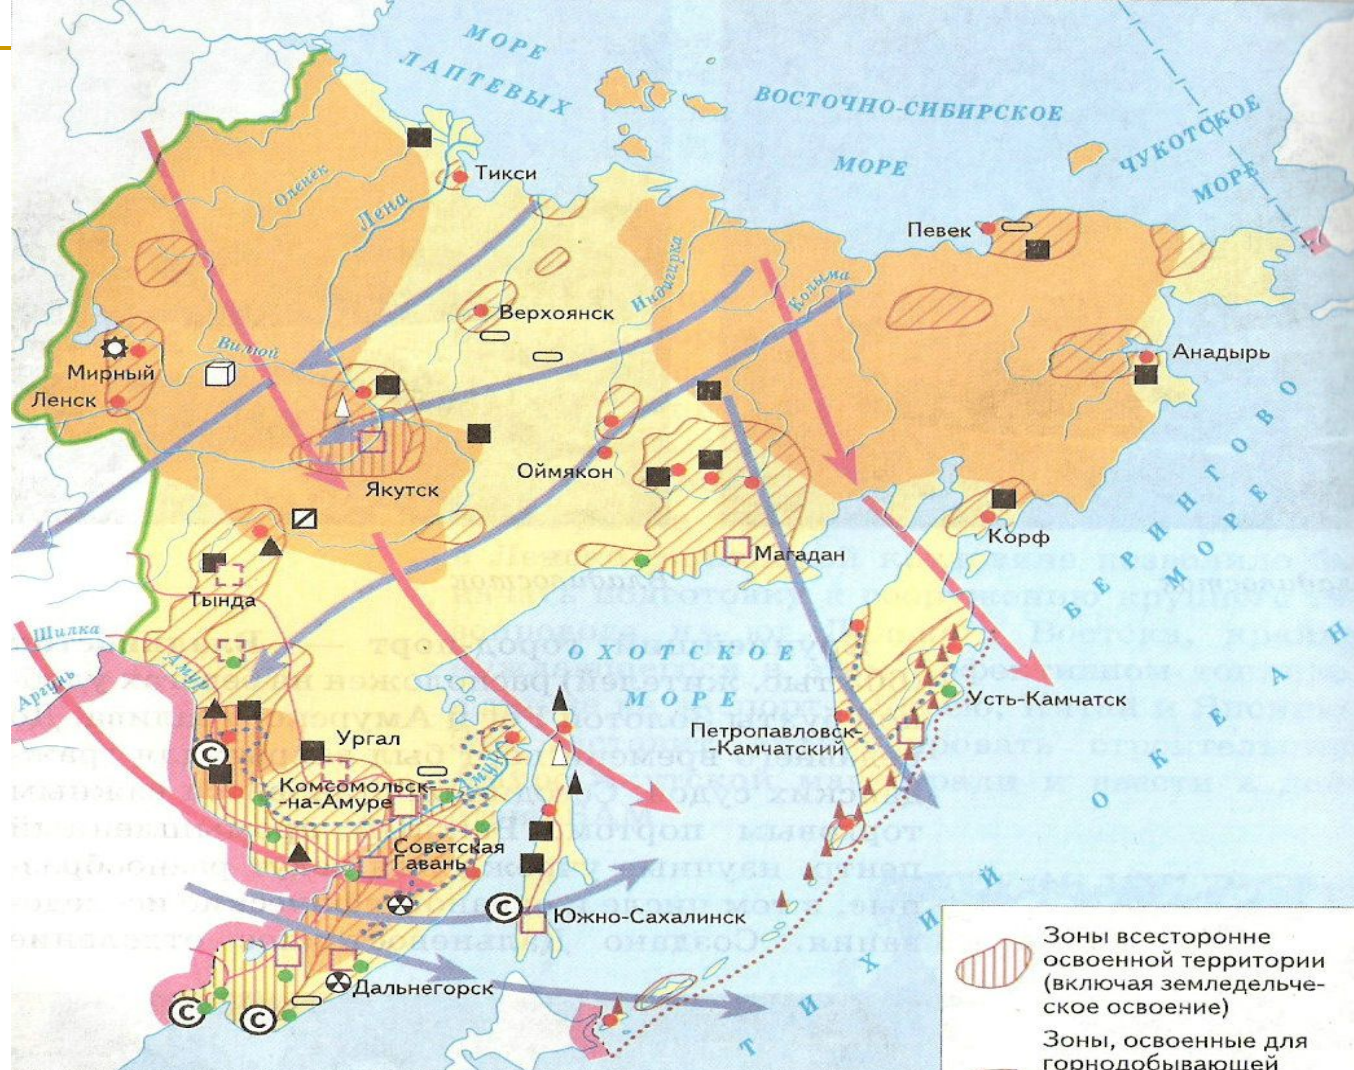 МОРЕ
ЛАПТЕВЫХ
ВОСТОЧНО-СИБИРСКОЕ
МОРЕ
ЧУКОТСКОЕ
МОРЕ
Тикси
Оленёк
Лена
Певек
Индигирка
Колыма
Верхоянск
Анадырь
Вилюй
Мирный
Ленск
Якутск
Оймякон
Магадан
Корф
БЕРИНГОВО
МОРЕ
Тында
Шилка
Аргунь
Амур
ОХОТСКОЕ
МОРЕ
Усть-Камчатск
Петропавловск-
-Камчатский
Ургал
Амур
Комсомольск-
-на-Амуре
Советская
Гавань
С
С
Южно-Сахалинск
Дальнегорск
С
С
ТИХИЙ
ОКЕАН
Зоны всесторонне
освоенной территории
(включая земледельче-
ское освоение)
Зоны, освоенные для
горнодобывающей